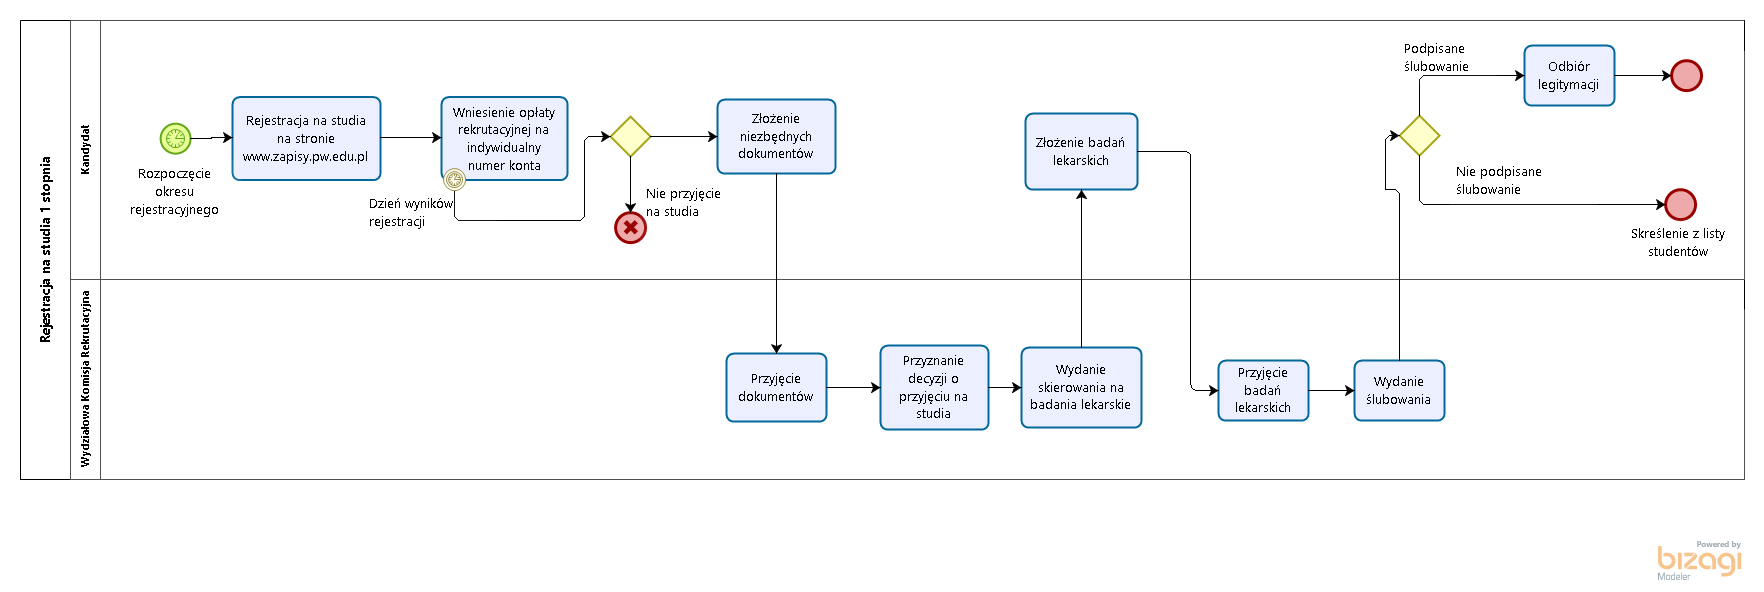 Rejestracja na studia 1 stopnia
Kandydat
Rozpoczęcie
okresu
rejestracyjnego
Rejestracja na studia
na stronie
www.zapisy.pw.edu.pl
Wniesienie opłaty
rekrutacyjnej na
indywidualny
numer konta
Dzień wyników
rejestracji
Nie przyjęcie
na studia
Złożenie
niezbędnych
dokumentów
Złożenie badań
lekarskich
Podpisane
ślubowanie
Odbiór
legitymacji
Nie podpisane
ślubowanie
Skreślenie z listy
studentów
Wydziałowa Komisja Rekrutacyjna
Przyjęcie
dokumentów
Przyznanie
decyzji o
przyjęciu na
studia
Wydanie
skierowania na
badania lekarskie
Przyjęcie
badań
lekarskich
Wydanie
ślubowania
Powered by
bizagi
Modeler